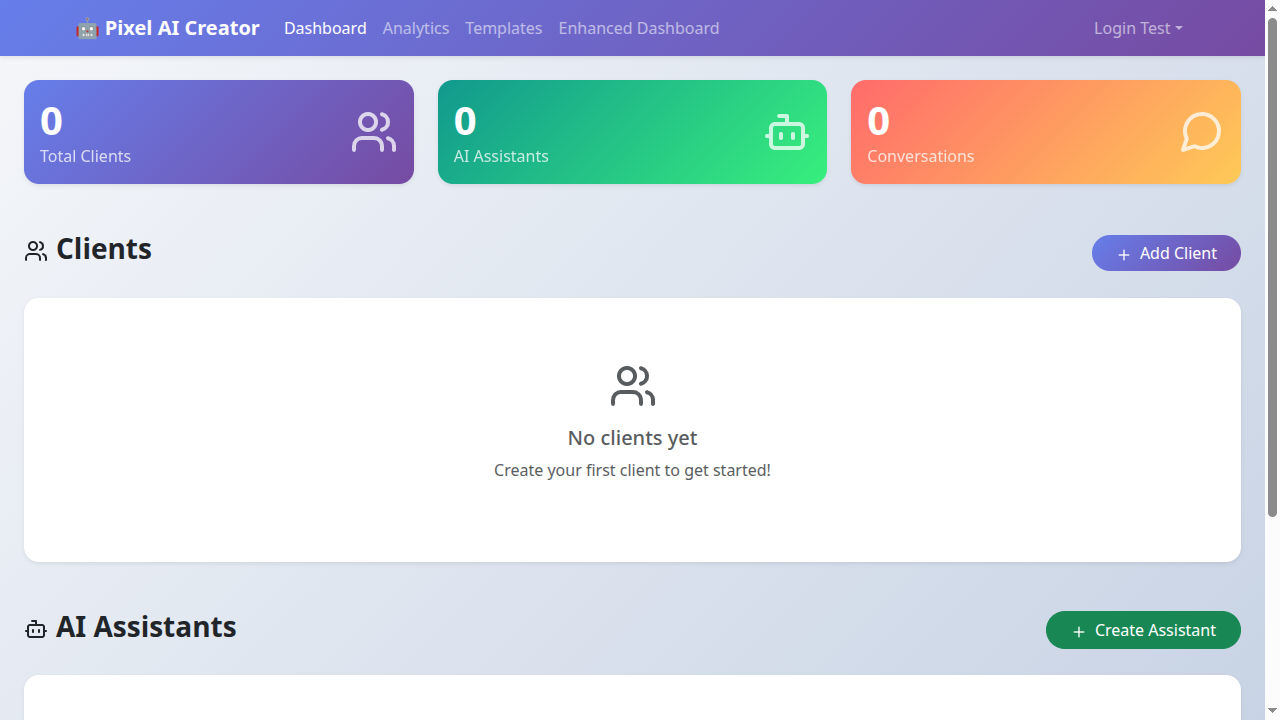 🤖 Pixel AI Creator Dashboard Analytics Templates Enhanced Dashboard Login Test
0
Total Clients
0
AI Assistants
0
Conversations
Clients
+ Add Client
No clients yet
Create your first client to get started!
AI Assistants
+ Create Assistant